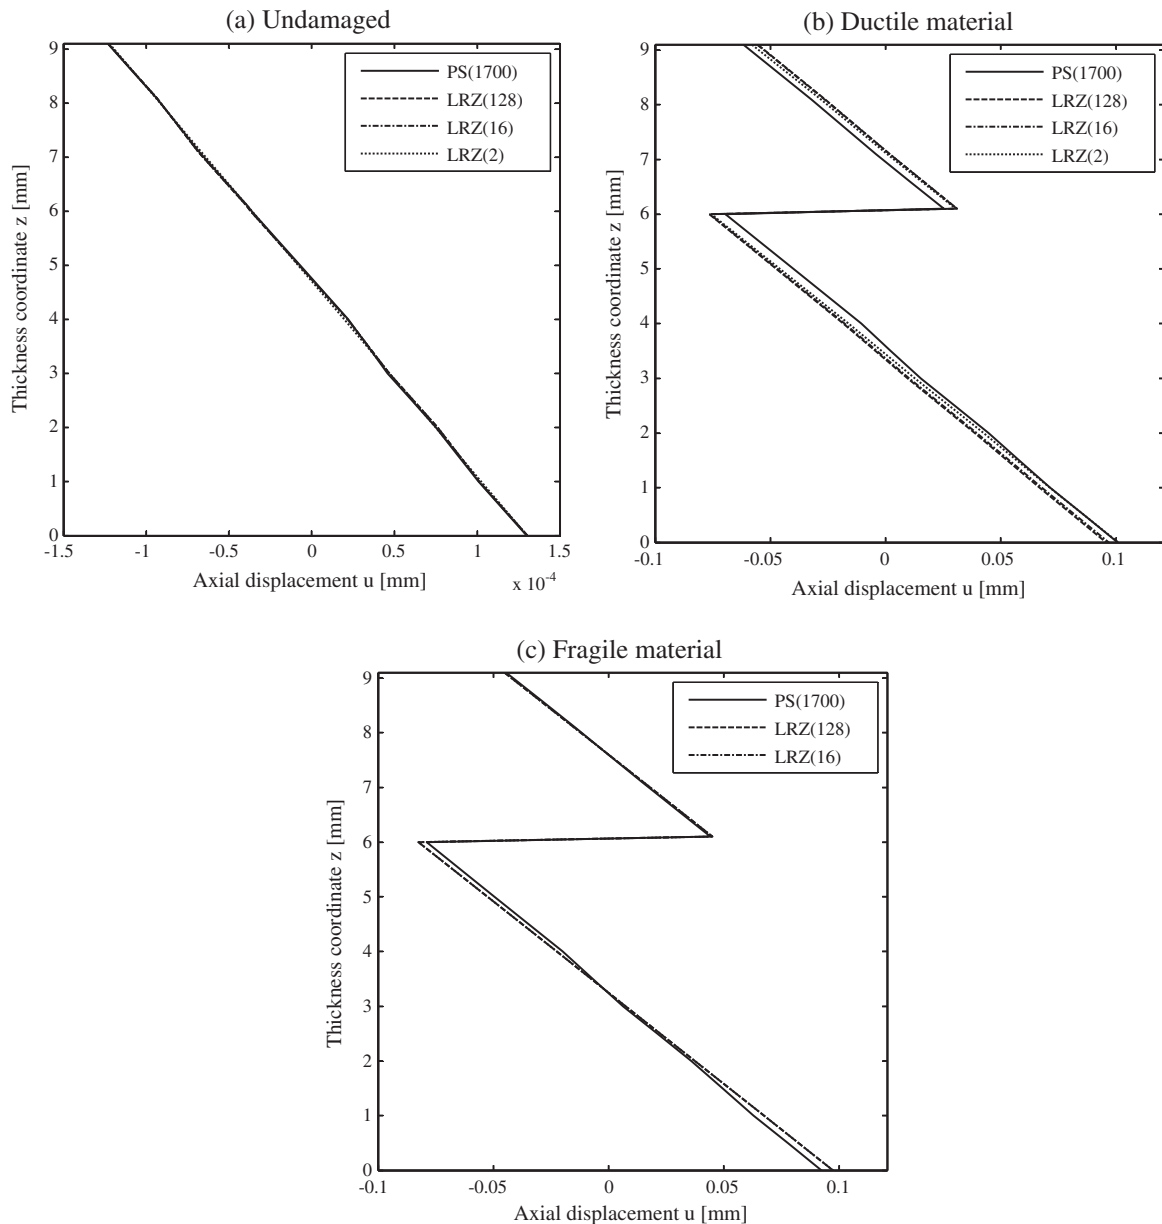 (a) Undamaged
9
8
7
6
5
4
3
2
1
0
Thickness coordinate z [mm]
PS(1700)
LRZ(128)
LRZ(16)
LRZ(2)
-1.5
-1
-0.5
0
0.5
1
1.5
x 10-4
Axial displacement u [mm]
(b) Ductile material
9
8
7
6
5
4
3
2
1
0
Thickness coordinate z [mm]
PS(1700)
LRZ(128)
LRZ(16)
LRZ(2)
-0.1
-0.05
0
0.05
0.1
Axial displacement u [mm]
(c) Fragile material
9
8
7
6
5
4
3
2
1
0
Thickness coordinate z [mm]
PS(1700)
LRZ(128)
LRZ(16)
-0.1
-0.05
0
0.05
0.1
Axial displacement u [mm]